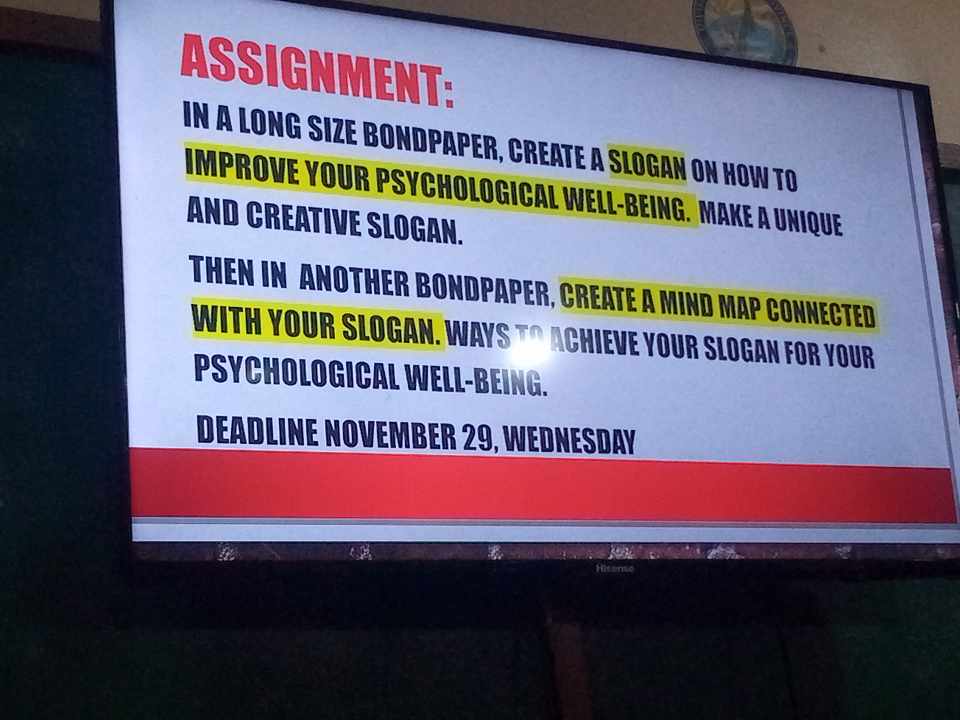 ASSIGNMENT:
IN A LONG SIZE BONDPAPER, CREATE A SLOGAN ON HOW TO
IMPROVE YOUR PSYCHOLOGICAL WELL-BEING. MAKE A UNIQUE
AND CREATIVE SLOGAN.
THEN IN ANOTHER BONDPAPER, CREATE A MIND MAP CONNECTED
WITH YOUR SLOGAN. WAYS TO ACHIEVE YOUR SLOGAN FOR YOUR
PSYCHOLOGICAL WELL-BEING.
DEADLINE NOVEMBER 29, WEDNESDAY
Hisense